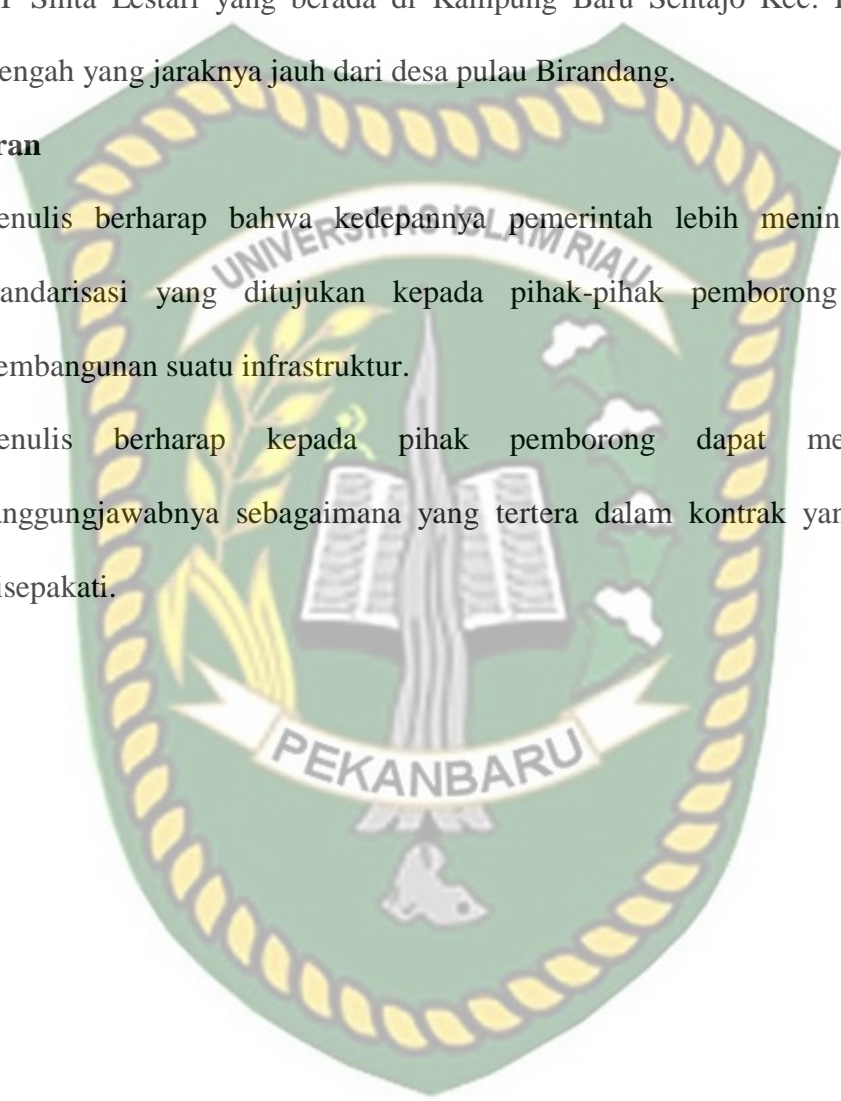 Sinta Lestari yang berada di Kampung Baru Sentajo Kec.
engah yang jaraknya jauh dari desa pulau Birandang.
ran
enulis berharap bahwa kedepannya pemerintah lebih menin
andarisasi yang ditujukan kepada pihak-pihak pemborong
embangunan suatu infrastruktur.
enulis berharap kepada pihak pemborong dapat me
anggungjawabnya sebagaimana yang tertera dalam kontrak yan
isepakati.
UNIVERSITAS ISLAM RIAU
PEKANBARU